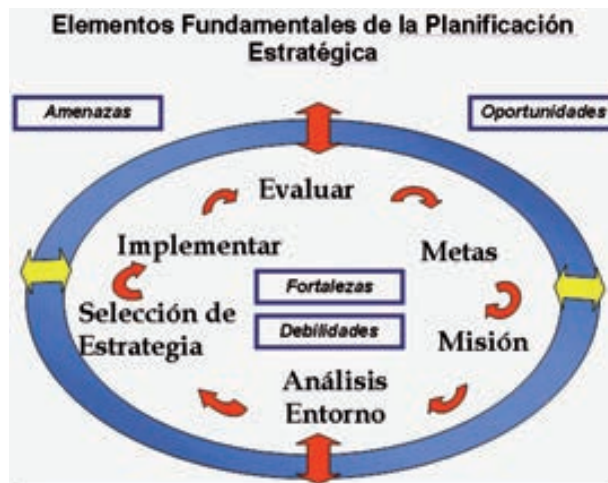 Elementos Fundamentales de la Planificación
Estratégica
Amenazas
Oportunidades
Evaluar
Implementar
Metas
Fortalezas
Selección de
Estrategia
Debilidades
Misión
Análisis
Entorno